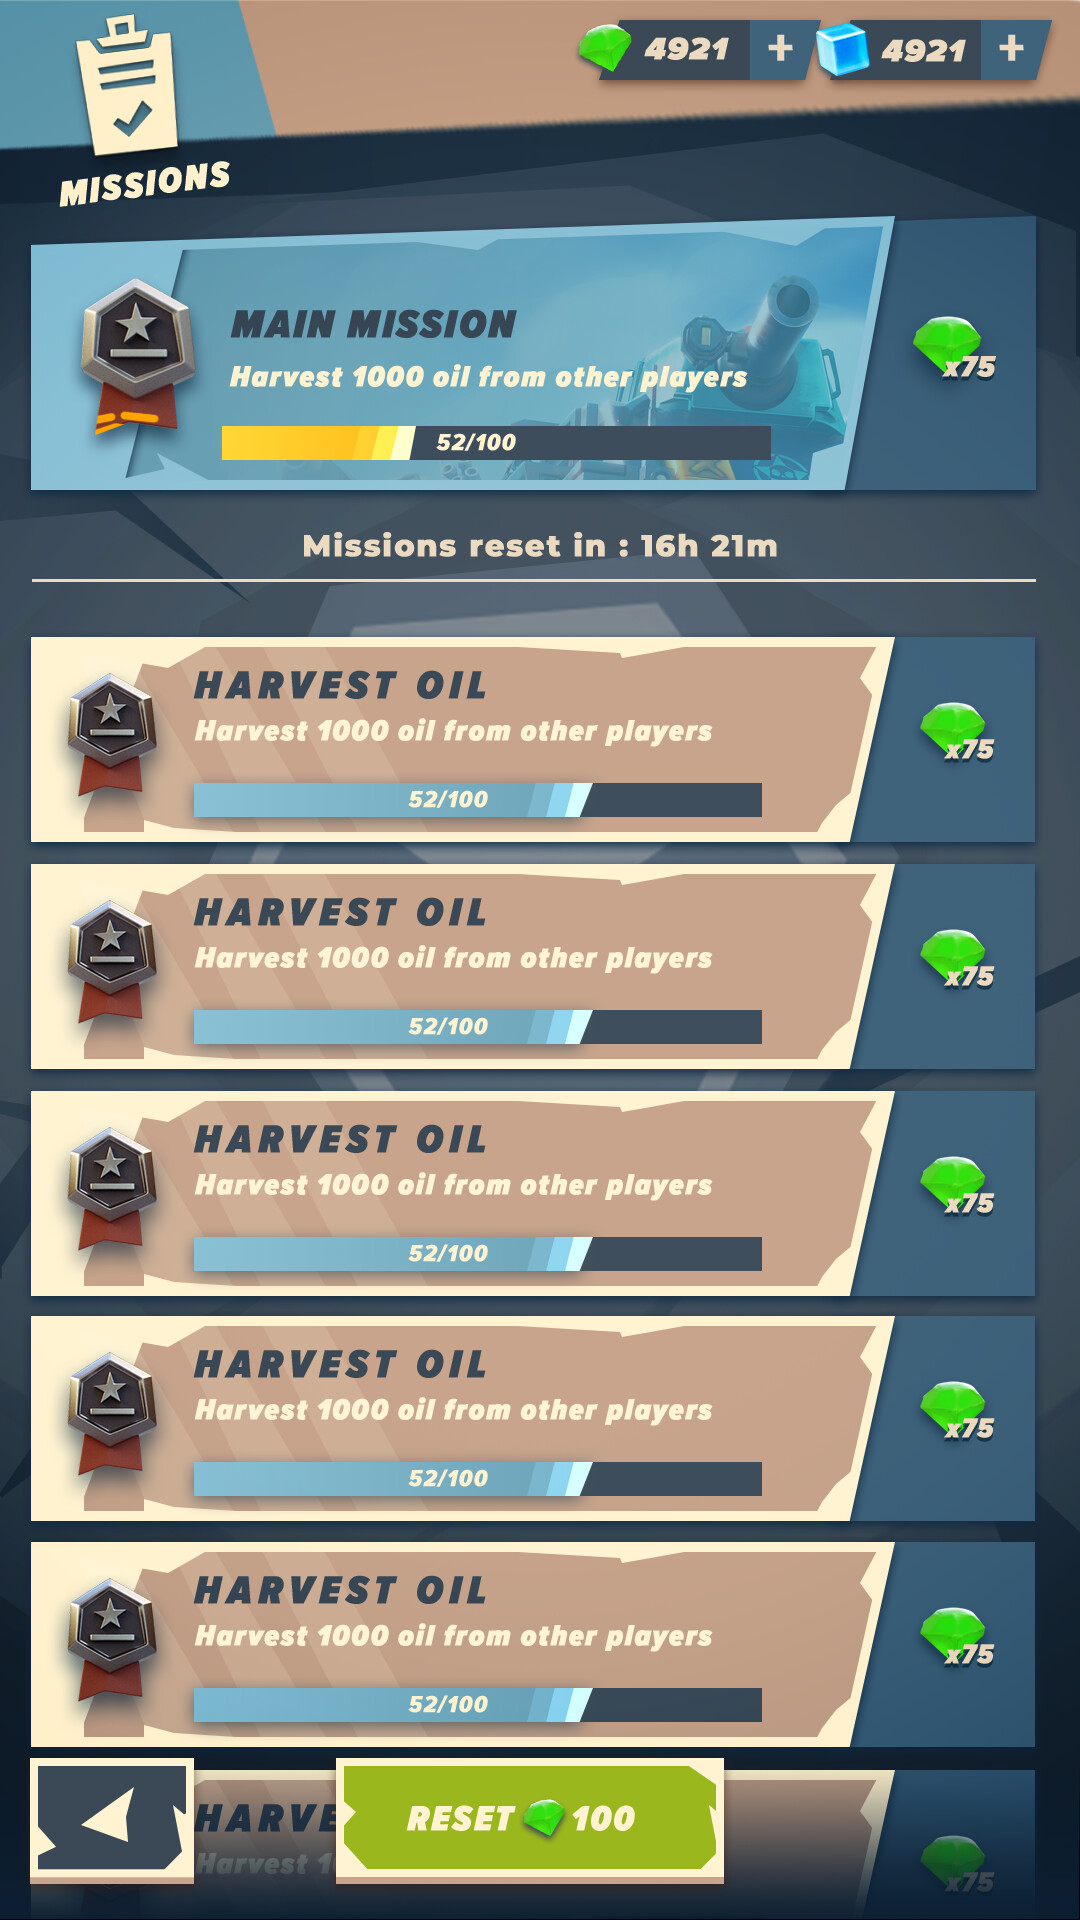 4921 + 4921 +
MISSIONS
MAIN MISSION
Harvest 1000 oil from other players
x75
52/100
Missions reset in : 16h 21m
HARVEST OIL
Harvest 1000 oil from other players
x75
52/100
HARVEST OIL
Harvest 1000 oil from other players
x75
52/100
HARVEST OIL
Harvest 1000 oil from other players
x75
52/100
HARVEST OIL
Harvest 1000 oil from other players
x75
52/100
HARVEST OIL
Harvest 1000 oil from other players
x75
52/100
HARVE
RESET 100
Harvest 1
x75